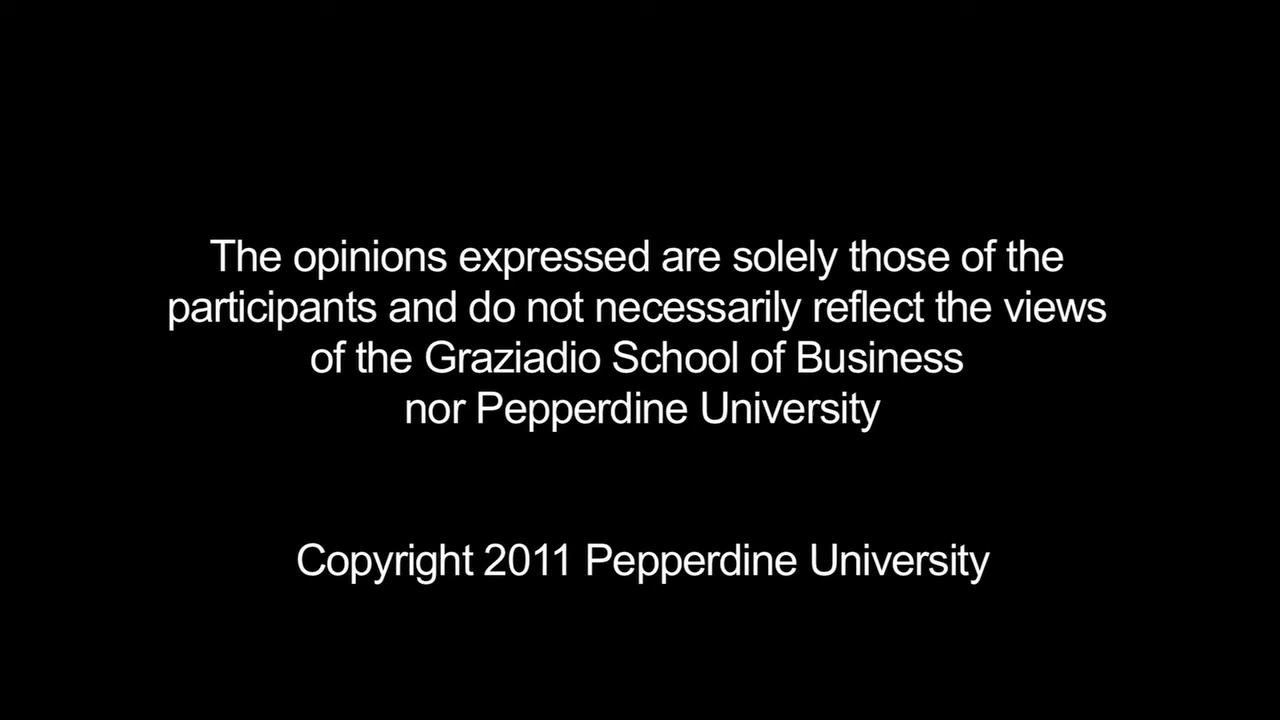 The opinions expressed are solely those of the
participants and do not necessarily reflect the views
of the Graziadio School of Business
nor Pepperdine University
Copyright 2011 Pepperdine University